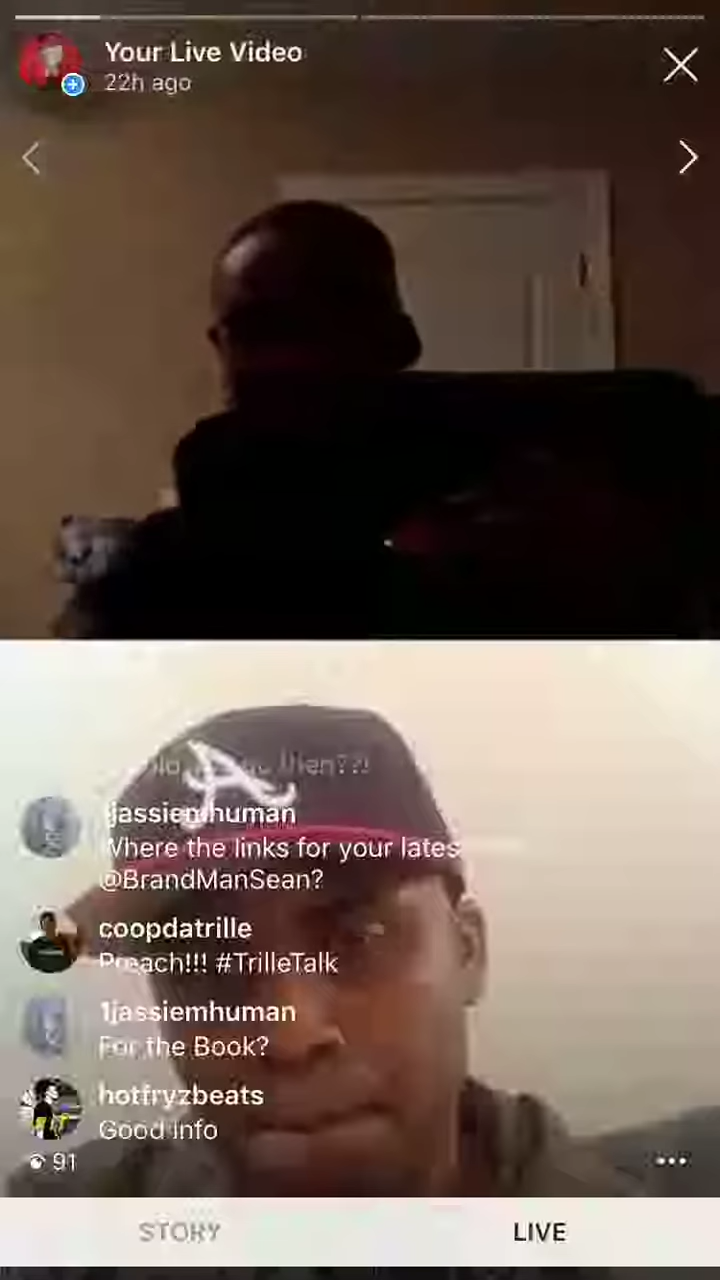 Your Live Video
22h ago
then??!
1jassiemhuman
Where the links for your lates
@BrandManSean?
coopdatrille
Preach!!! #TrilleTalk
1jassiemhuman
For the Book?
hotfryzbeats
Good info
91
STORY
LIVE